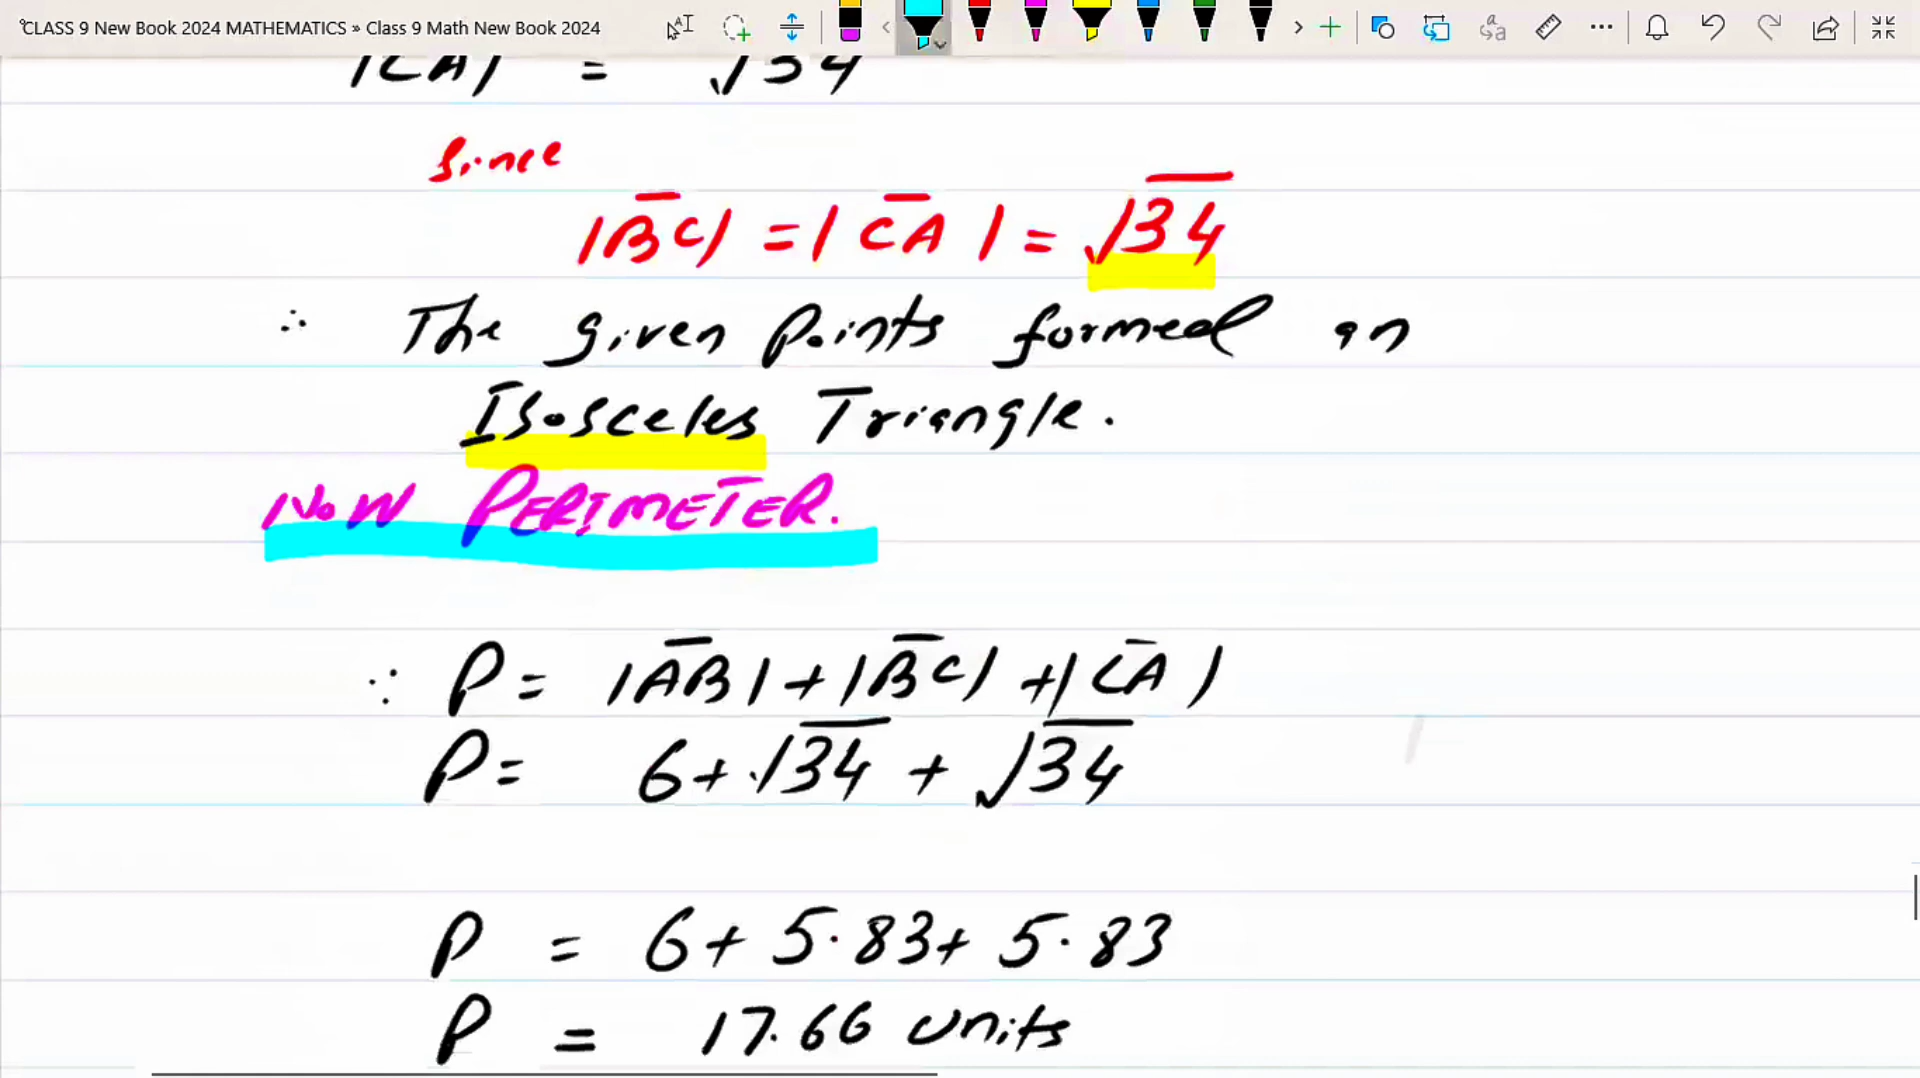 CLASS 9 New Book 2024 MATHEMATICS » Class 9 Math New Book 2024
|CA| = √34
Since
|BC| = |CA| = √34
∴ The given Points formed an
Isosceles Triangle.
NOW PERIMETER.
∵ P = |AB| + |BC| + |CA|
P = 6 + √34 + √34
P = 6 + 5.83 + 5.83
P = 17.66 units